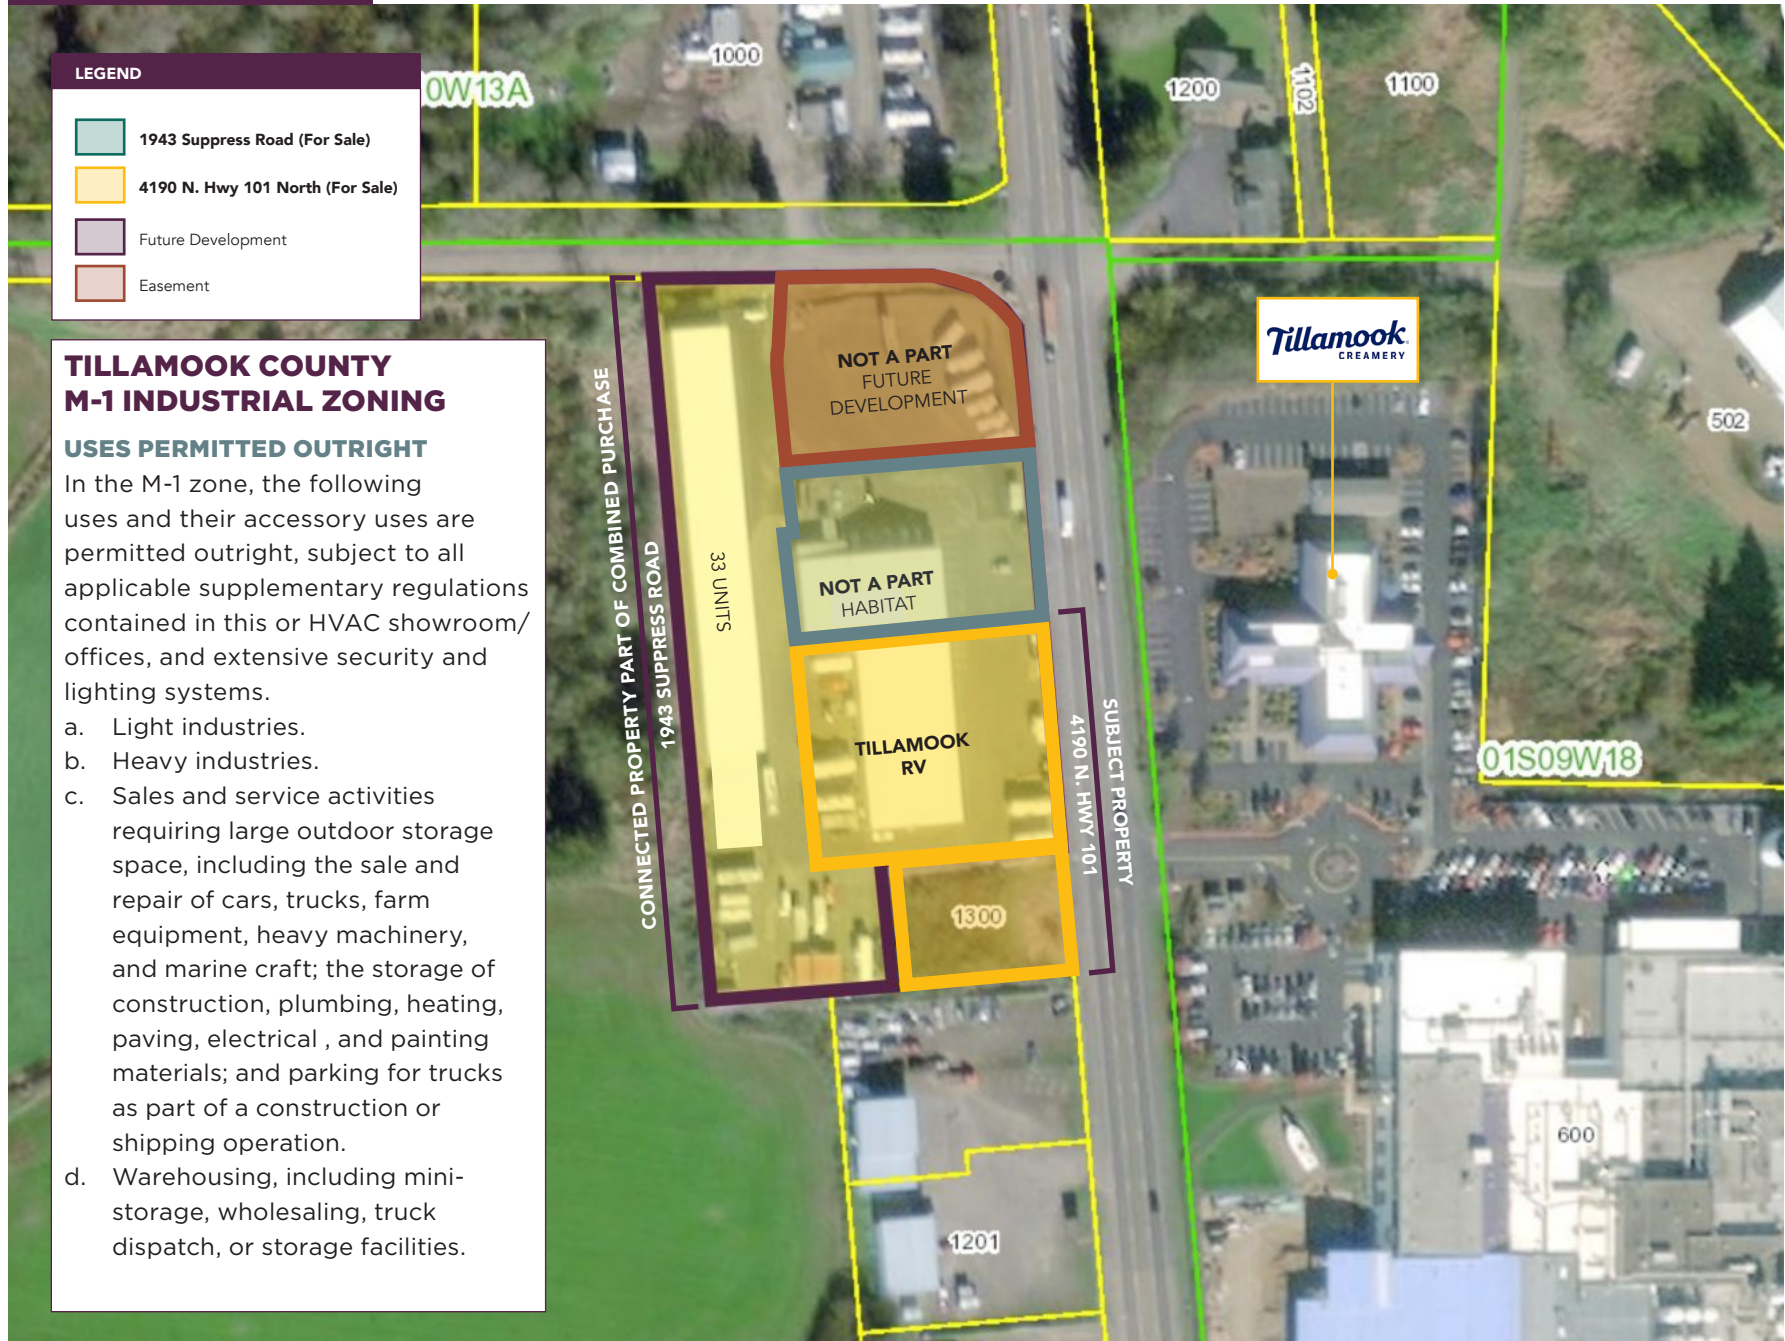 LEGEND
1943 Suppress Road (For Sale)
4190 N. Hwy 101 North (For Sale)
Future Development
Easement
0W13A
1000
1200
1102
1100
TILLAMOOK COUNTY
M-1 INDUSTRIAL ZONING
USES PERMITTED OUTRIGHT
In the M-1 zone, the following
uses and their accessory uses are
permitted outright, subject to all
applicable supplementary regulations
contained in this or HVAC showroom/
offices, and extensive security and
lighting systems.
a. Light industries.
b. Heavy industries.
c. Sales and service activities
requiring large outdoor storage
space, including the sale and
repair of cars, trucks, farm
equipment, heavy machinery,
and marine craft; the storage of
construction, plumbing, heating,
paving, electrical , and painting
materials; and parking for trucks
as part of a construction or
shipping operation.
d. Warehousing, including mini-
storage, wholesaling, truck
dispatch, or storage facilities.
CONNECTED PROPERTY PART OF COMBINED PURCHASE
1943 SUPPRESS ROAD
33 UNITS
NOT A PART
FUTURE
DEVELOPMENT
NOT A PART
HABITAT
TILLAMOOK
RV
1300
4190 N. HWY 101
SUBJECT PROPERTY
Tillamook
CREAMERY
502
01S09W18
600
1201